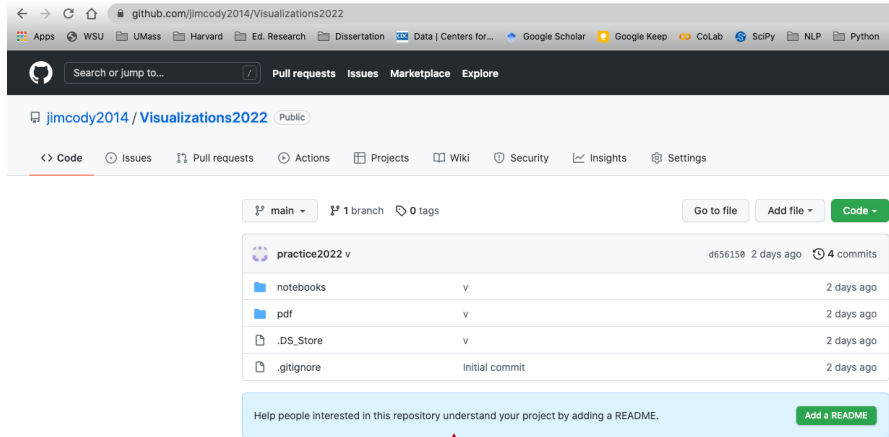 github.com/jimcody2014/Visualizations2022
Apps WSU UMass Harvard Ed. Research Dissertation CDC Data | Centers for... Google Scholar Google Keep CoLab SciPy NLP Python
Search or jump to... / Pull requests Issues Marketplace Explore
jimcody2014 / Visualizations2022 Public
<> Code Issues Pull requests Actions Projects Wiki Security Insights Settings
main 1 branch 0 tags Go to file Add file Code
practice2022 v d656150 2 days ago 4 commits
notebooks v 2 days ago
pdf v 2 days ago
.DS_Store v 2 days ago
.gitignore Initial commit 2 days ago
Help people interested in this repository understand your project by adding a README. Add a README